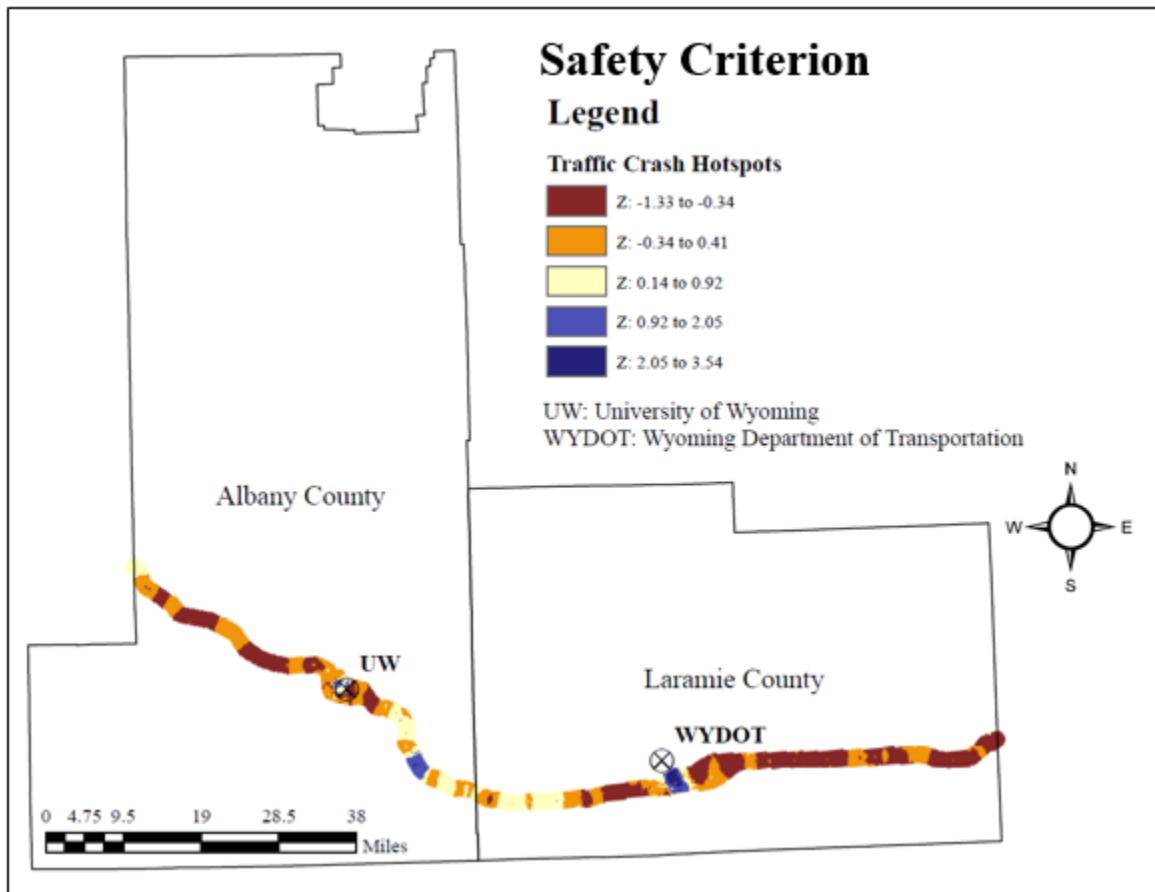 Safety Criterion
Legend
Traffic Crash Hotspots
Z: -1.33 to -0.34
Z: -0.34 to 0.41
Z: 0.14 to 0.92
Z: 0.92 to 2.05
Z: 2.05 to 3.54
UW: University of Wyoming
WYDOT: Wyoming Department of Transportation
N
W E
S
Albany County
UW
Laramie County
WYDOT
0 4.75 9.5 19 28.5 38
Miles